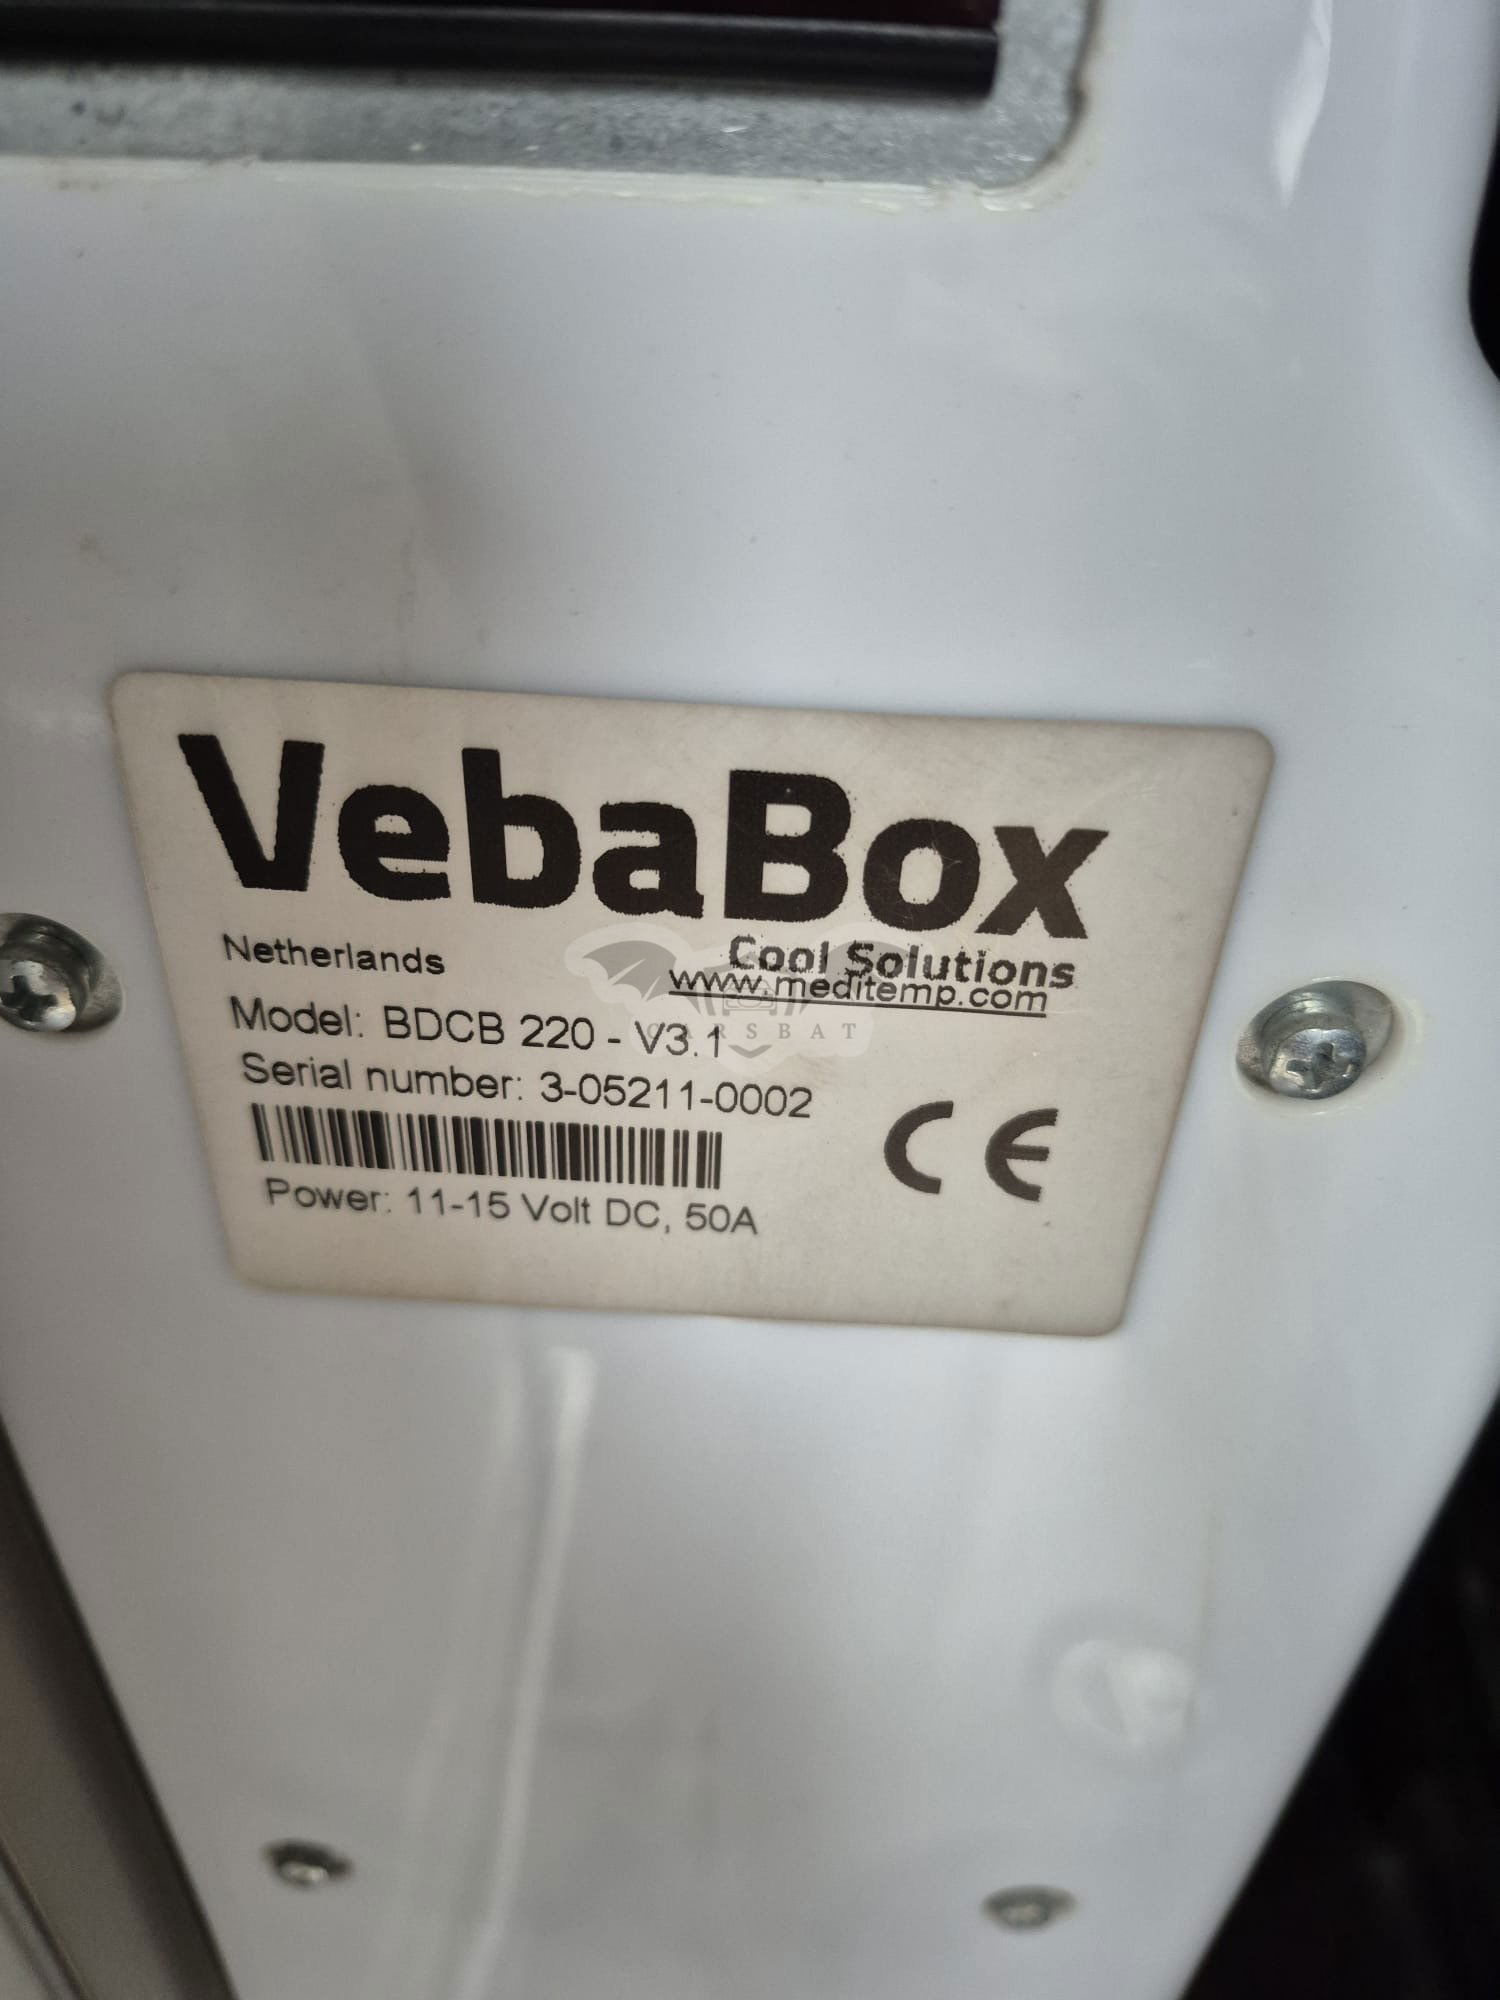 VebaBox
Cool Solutions
Netherlands
www.meditemp.com
Model: BDCB 220 - V3.1
CARSBAT
Serial number: 3-05211-0002
CE
Power: 11-15 Volt DC, 50A